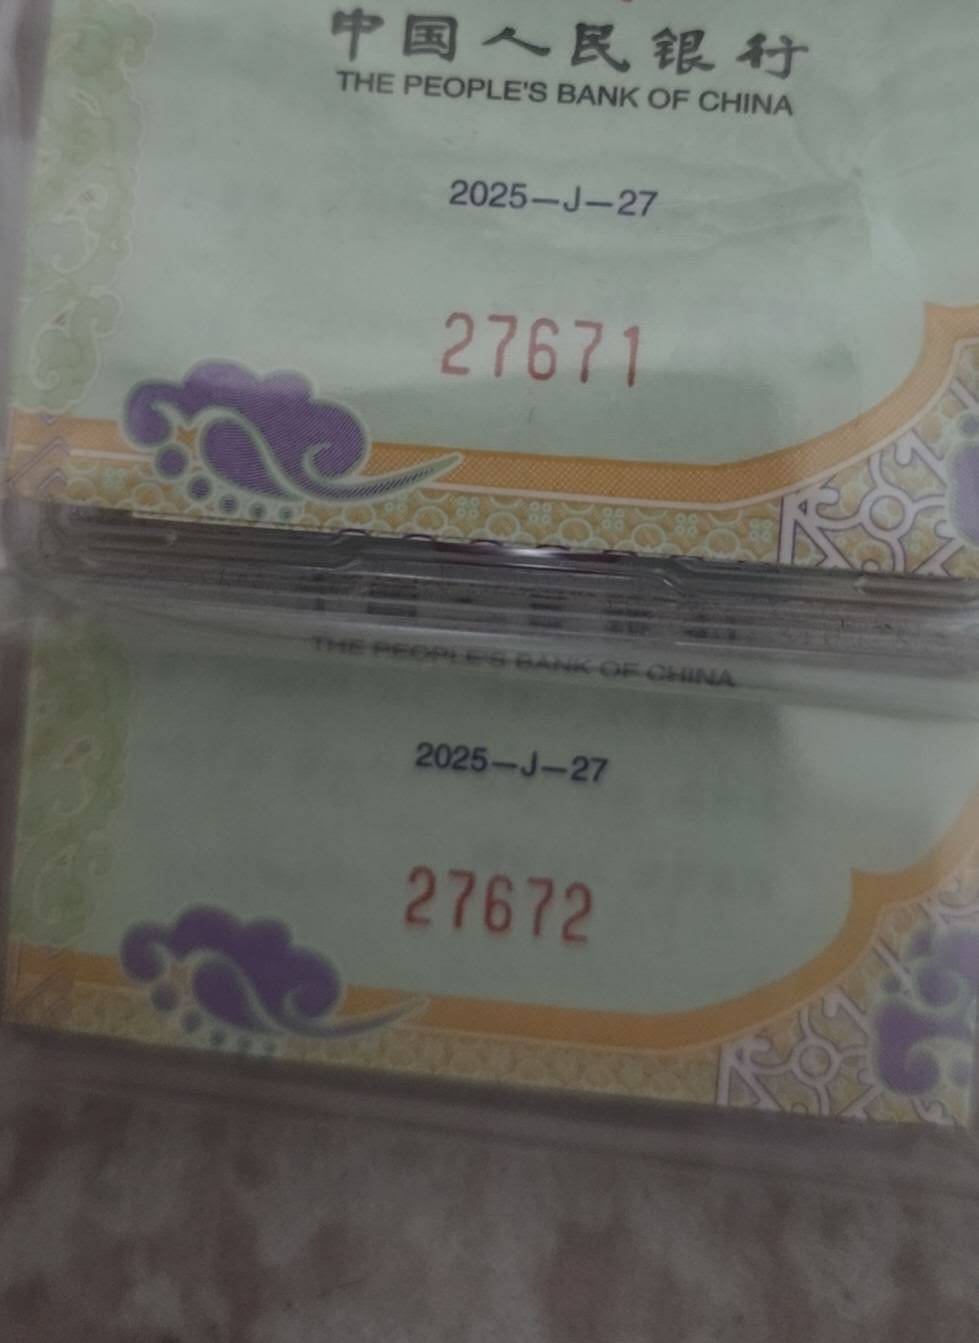 中国人民银行
THE PEOPLE'S BANK OF CHINA
2025—J—27
27671
THE PEOPLE'S BANK OF CHINA
2025—J—27
27672